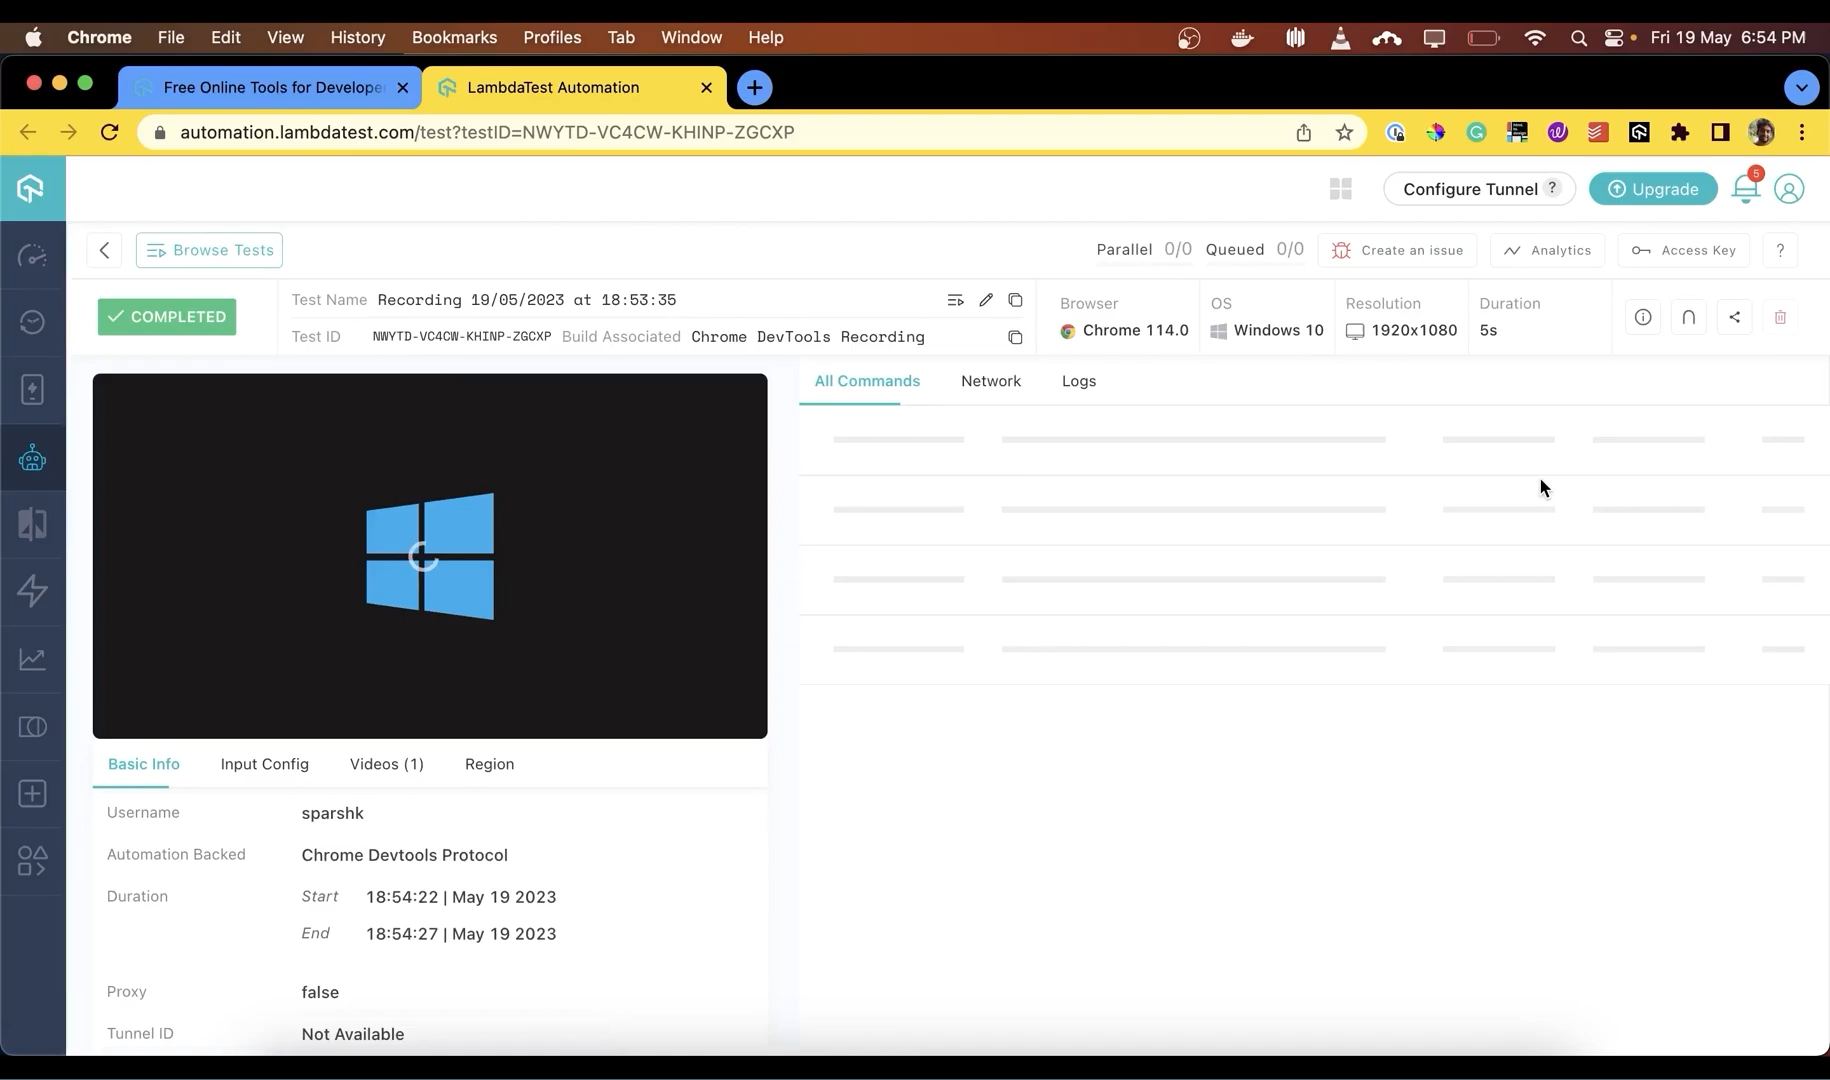 Chrome File Edit View History Bookmarks Profiles Tab Window Help Fri 19 May 6:54 PM
Free Online Tools for Develope LambdaTest Automation
automation.lambdatest.com/test?testID=NWYTD-VC4CW-KHINP-ZGCXP
Configure Tunnel ? Upgrade 5
Browse Tests Parallel 0/0 Queued 0/0 Create an issue Analytics Access Key ?
COMPLETED
Test Name Recording 19/05/2023 at 18:53:35
Test ID NWYTD-VC4CW-KHINP-ZGCXP Build Associated Chrome DevTools Recording
Browser OS Resolution Duration
Chrome 114.0 Windows 10 1920x1080 5s
All Commands Network Logs
Basic Info Input Config Videos (1) Region
Username sparshk
Automation Backed Chrome Devtools Protocol
Duration Start 18:54:22 | May 19 2023
End 18:54:27 | May 19 2023
Proxy false
Tunnel ID Not Available